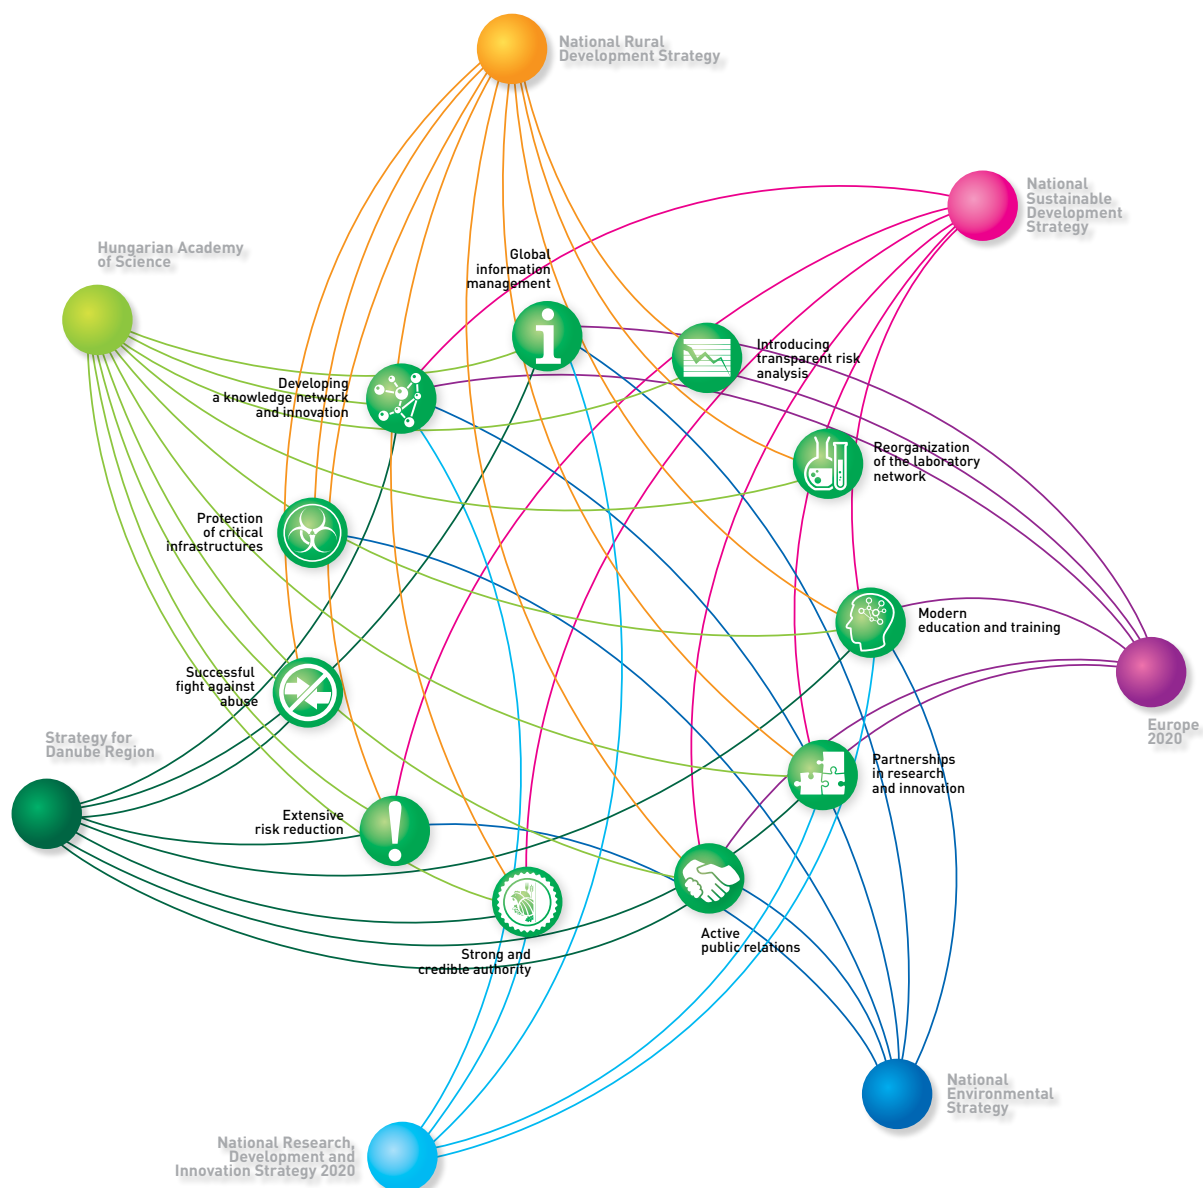 National Rural
Development Strategy
National
Sustainable
Development
Strategy
Hungarian Academy
of Science
Global
information
management
Introducing
transparent risk
analysis
Developing
a knowledge network
and innovation
Reorganization
of the laboratory
network
Protection
of critical
infrastructures
Modern
education and training
Successful
fight against
abuse
Strategy for
Danube Region
Europe
2020
Partnerships
in research
and innovation
Extensive
risk reduction
Active
public relations
Strong and
credible authority
National
Environmental
Strategy
National Research,
Development and
Innovation Strategy 2020